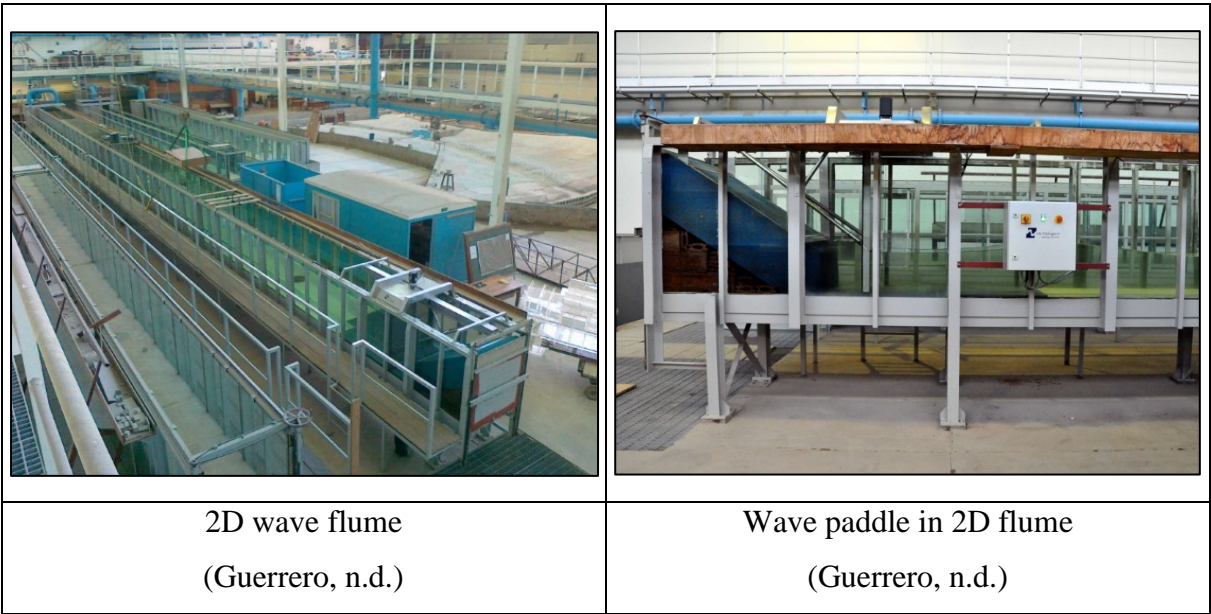 2D wave flume
(Guerrero, n.d.)
Wave paddle in 2D flume
(Guerrero, n.d.)